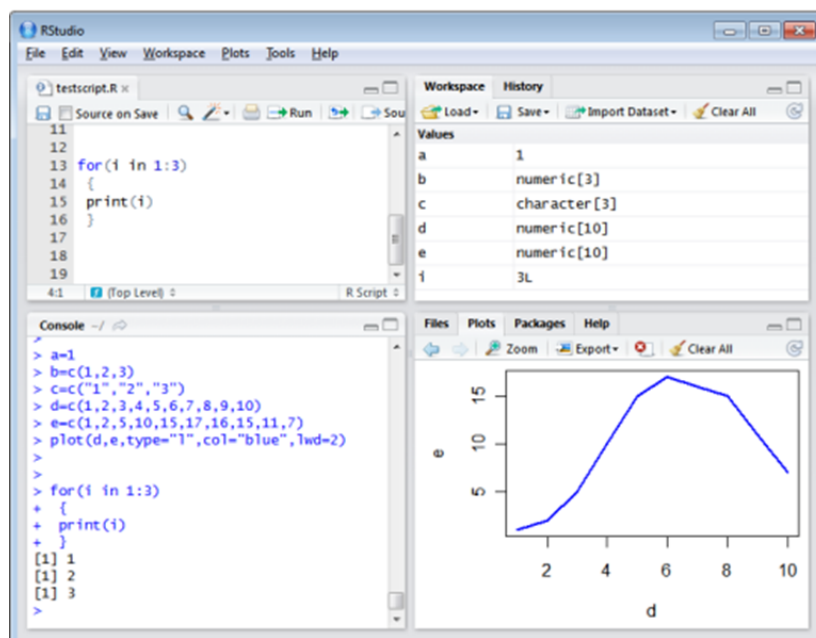 RStudio
File Edit View Workspace Plots Tools Help
testscript.R
Source on Save Run Sou
11
12
13 for(i in 1:3)
14 {
15 print(i)
16 }
17
18
19
4:1 (Top Level) R Script
Workspace History
Load Save Import Dataset Clear All
Values
a 1
b numeric[3]
c character[3]
d numeric[10]
e numeric[10]
i 3L
Console ~/
>
> a=1
> b=c(1,2,3)
> c=c("1","2","3")
> d=c(1,2,3,4,5,6,7,8,9,10)
> e=c(1,2,5,10,15,17,16,15,11,7)
> plot(d,e,type="l",col="blue",lwd=2)
>
>
> for(i in 1:3)
+ {
+ print(i)
+ }
[1] 1
[1] 2
[1] 3
>
Files Plots Packages Help
Zoom Export Clear All
15
10
5
e
2 4 6 8 10
d